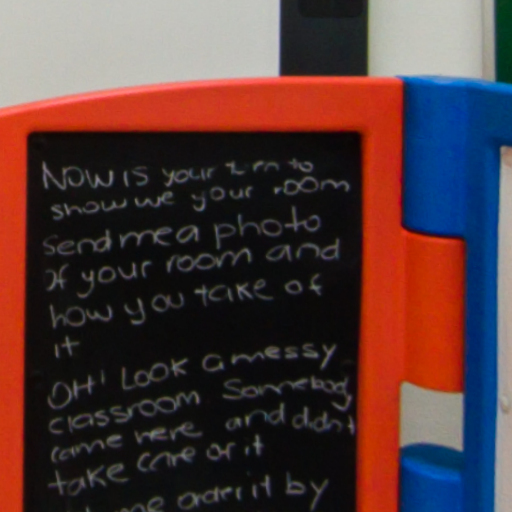 NOW IS your turn to
show we your room
Send me a photo
of your room and
how you take of
it
OH! LOOK a messy
classroom Somebody
came here and didn't
take care of it
me order it by